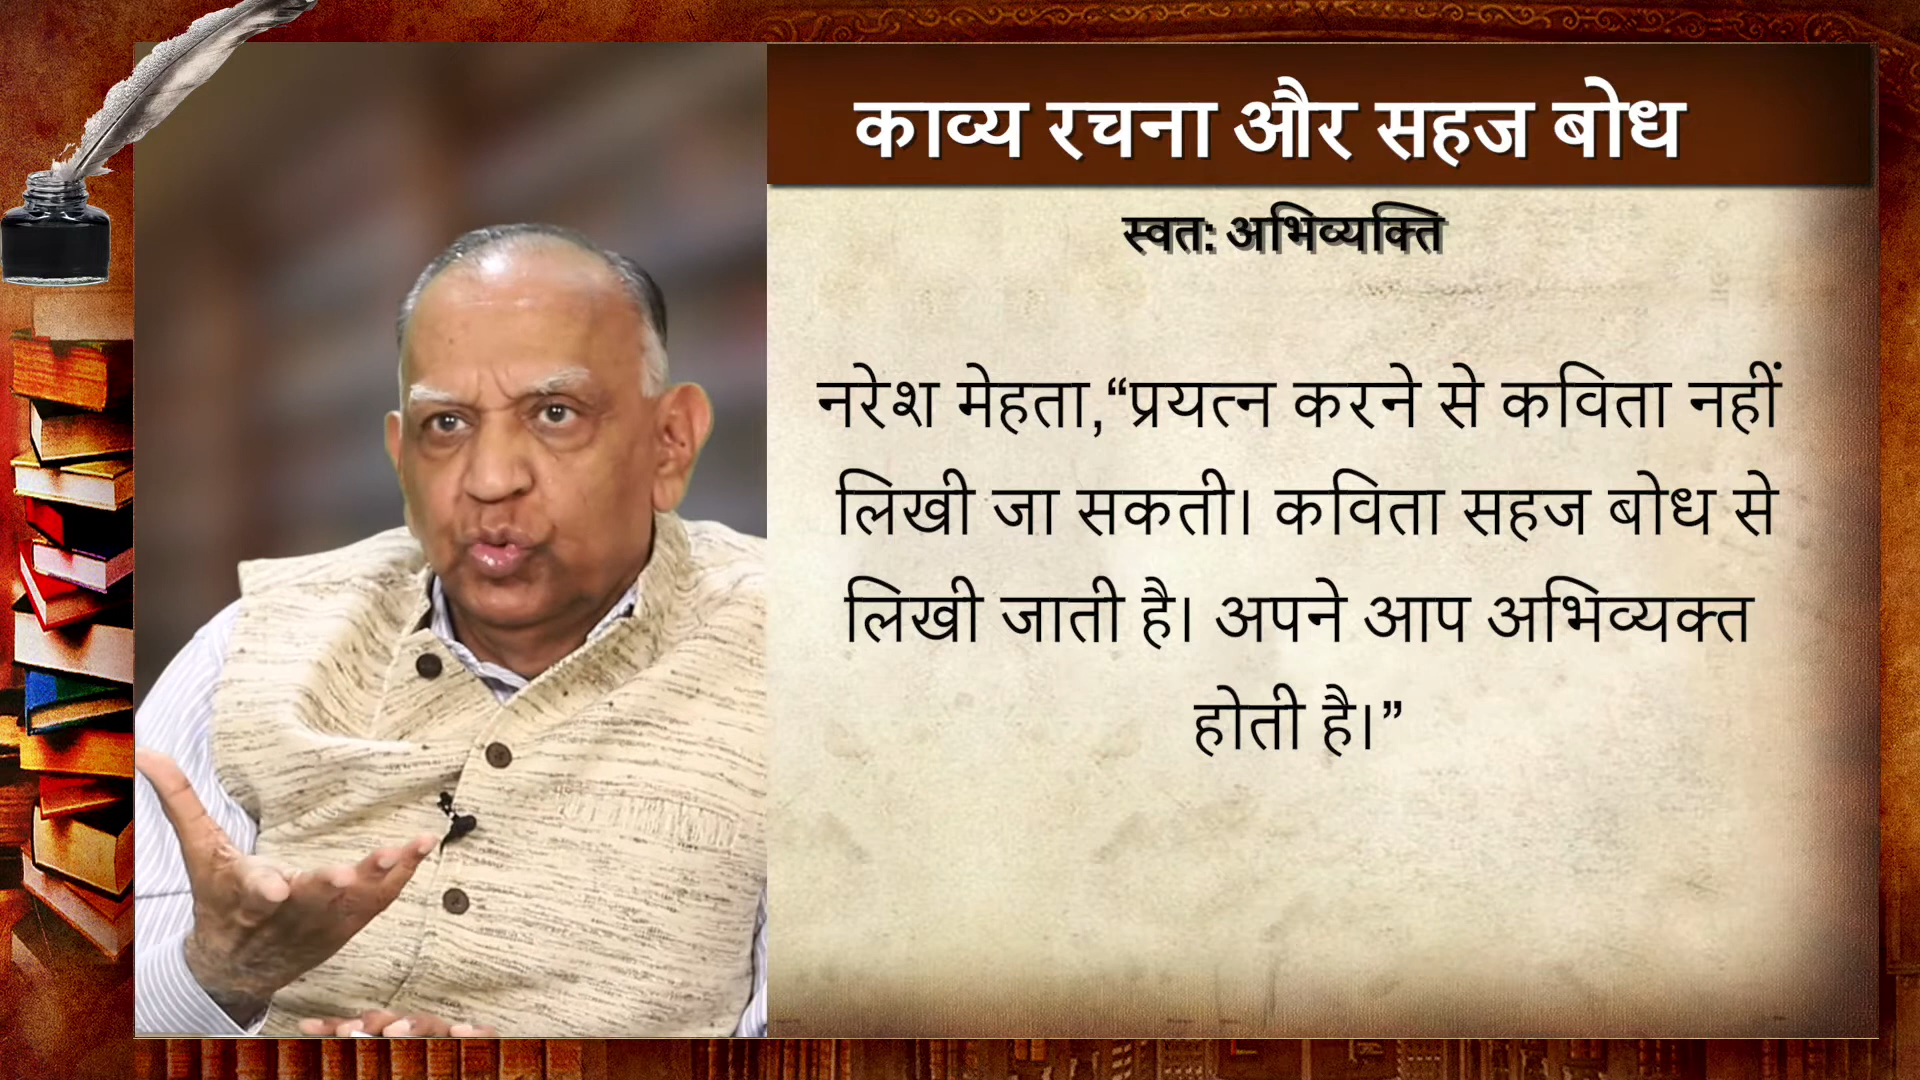 काव्य रचना और सहज बोध
स्वत: अभिव्यक्ति
नरेश मेहता,“प्रयत्न करने से कविता नहीं
लिखी जा सकती। कविता सहज बोध से
लिखी जाती है। अपने आप अभिव्यक्त
होती है।”